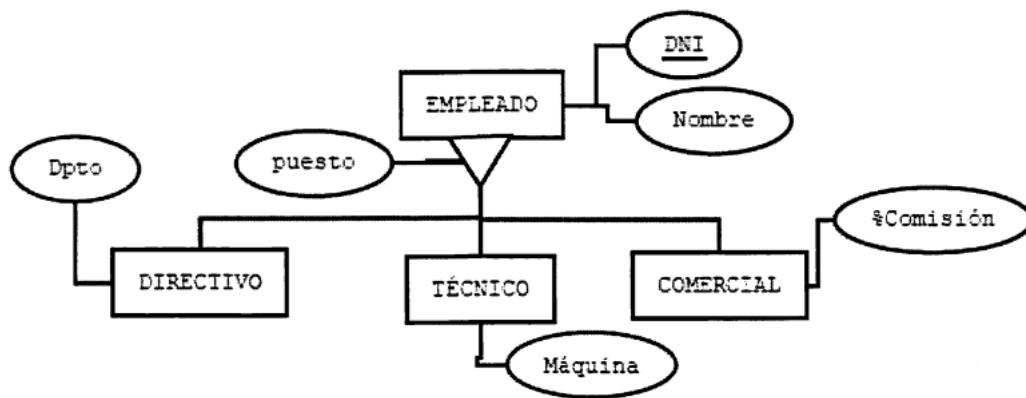 DNI
EMPLEADO
Nombre
puesto
Dpto
%Comisión
DIRECTIVO
TÉCNICO
COMERCIAL
Máquina